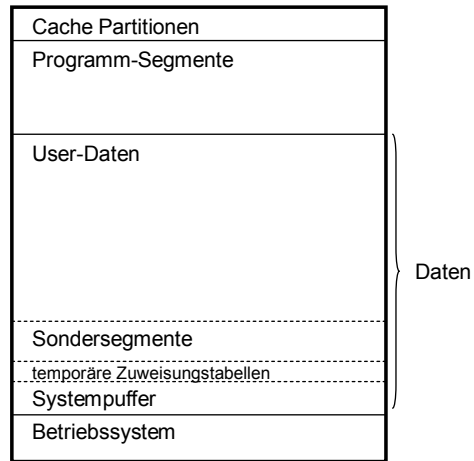 Cache Partitionen
Programm-Segmente
User-Daten
Daten
Sondersegmente
temporäre Zuweisungstabellen
Systempuffer
Betriebssystem